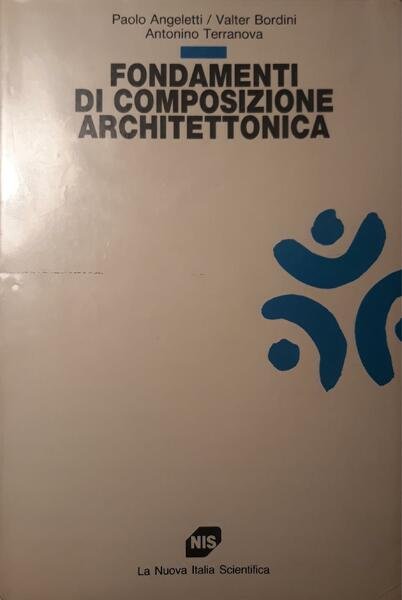 Paolo Angeletti / Valter Bordini
Antonino Terranova
FONDAMENTI
DI COMPOSIZIONE
ARCHITETTONICA
NIS
La Nuova Italia Scientifica